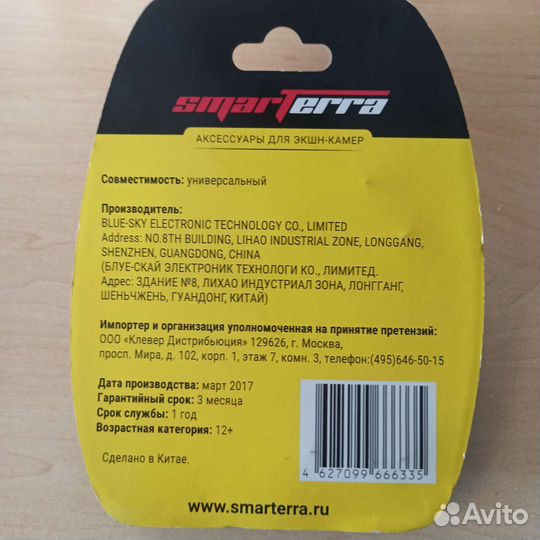 smarTerra
АКСЕССУАРЫ ДЛЯ ЭКШН-КАМЕР
Совместимость: универсальный
Производитель:
BLUE-SKY ELECTRONIC TECHNOLOGY CO., LIMITED
Address: NO.8TH BUILDING, LIHAO INDUSTRIAL ZONE, LONGGANG,
SHENZHEN, GUANGDONG, CHINA
(БЛУЕ-СКАЙ ЭЛЕКТРОНИК ТЕХНОЛОГИ КО., ЛИМИТЕД.
Адрес: ЗДАНИЕ №8, ЛИХАО ИНДУСТРИАЛ ЗОНА, ЛОНГГАНГ,
ШЕНЬЧЖЕНЬ, ГУАНДОНГ, КИТАЙ)
Импортер и организация уполномоченная на принятие претензий:
ООО «Клевер Дистрибьюция» 129626, г. Москва,
просп. Мира, д. 102, корп. 1, этаж 7, комн. 3, телефон:(495)646-50-15
Дата производства: март 2017
Гарантийный срок: 3 месяца
Срок службы: 1 год
Возрастная категория: 12+
Сделано в Китае.
4 627099 666335
www.smarterra.ru
Avito